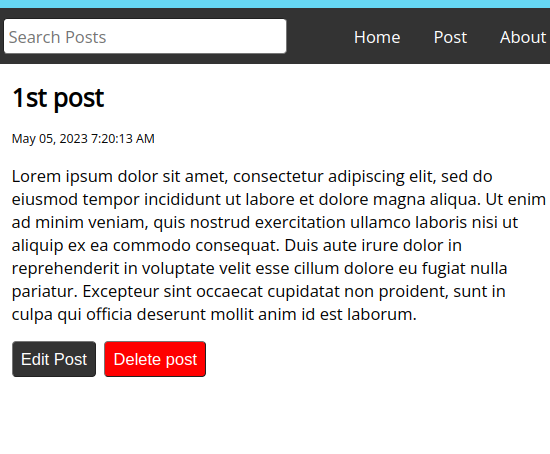 Search Posts Home Post About
1st post
May 05, 2023 7:20:13 AM
Lorem ipsum dolor sit amet, consectetur adipiscing elit, sed do
eiusmod tempor incididunt ut labore et dolore magna aliqua. Ut enim
ad minim veniam, quis nostrud exercitation ullamco laboris nisi ut
aliquip ex ea commodo consequat. Duis aute irure dolor in
reprehenderit in voluptate velit esse cillum dolore eu fugiat nulla
pariatur. Excepteur sint occaecat cupidatat non proident, sunt in
culpa qui officia deserunt mollit anim id est laborum.
Edit Post Delete post